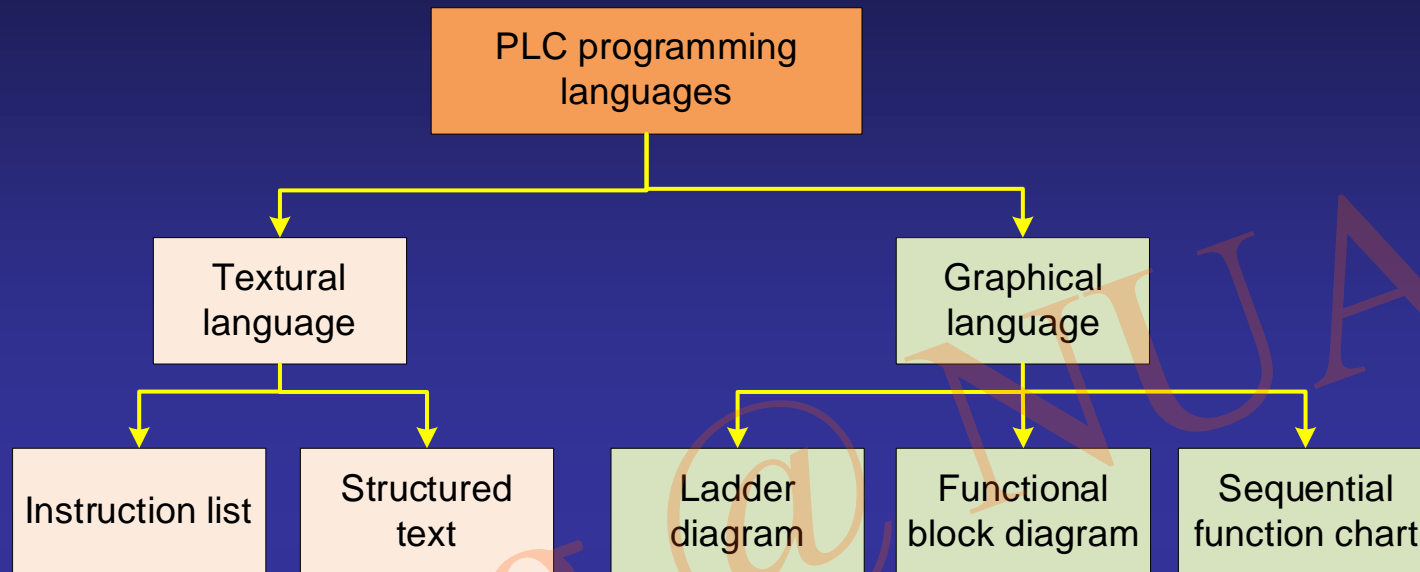 PLC programming
languages
Textural
language
Graphical
language
Instruction list
Structured
text
Ladder
diagram
Functional
block diagram
Sequential
function chart
@ NUA